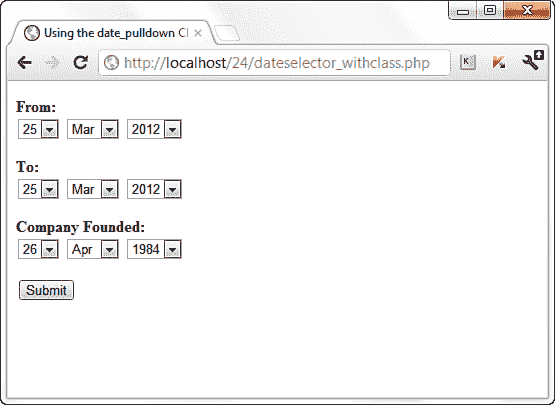 Using the date_pulldown Cl
http://localhost/24/dateselector_withclass.php
From:
25 Mar 2012
To:
25 Mar 2012
Company Founded:
26 Apr 1984
Submit